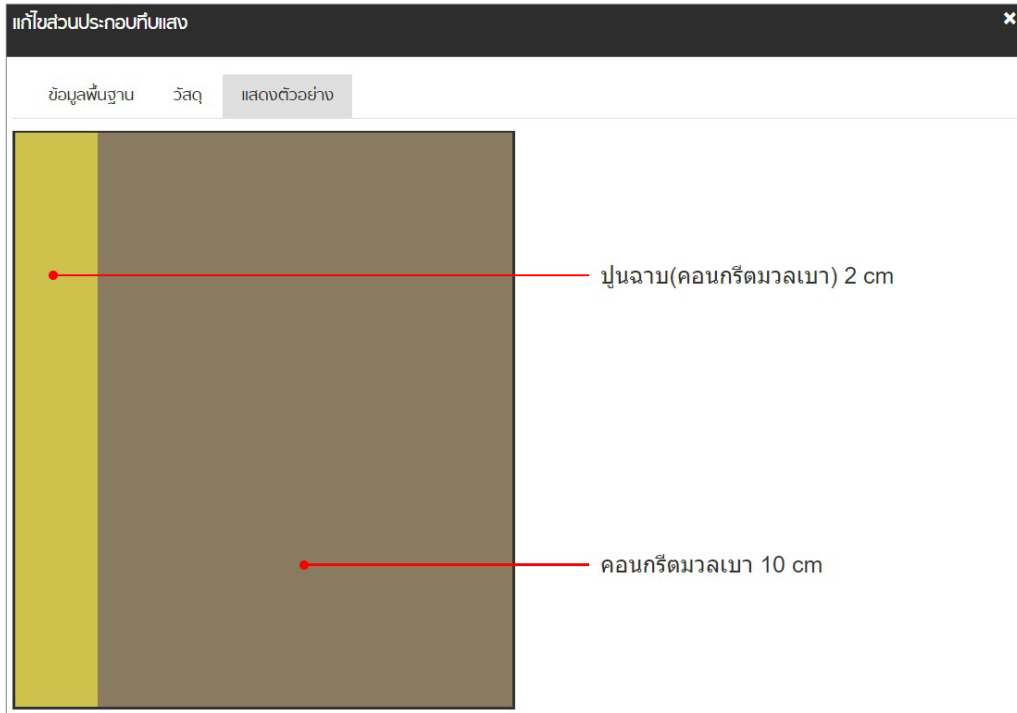 แก้ไขส่วนประกอบทึบแสง
ข้อมูลพื้นฐาน วัสดุ แสดงตัวอย่าง
ปูนฉาบ(คอนกรีตมวลเบา) 2 cm
คอนกรีตมวลเบา 10 cm